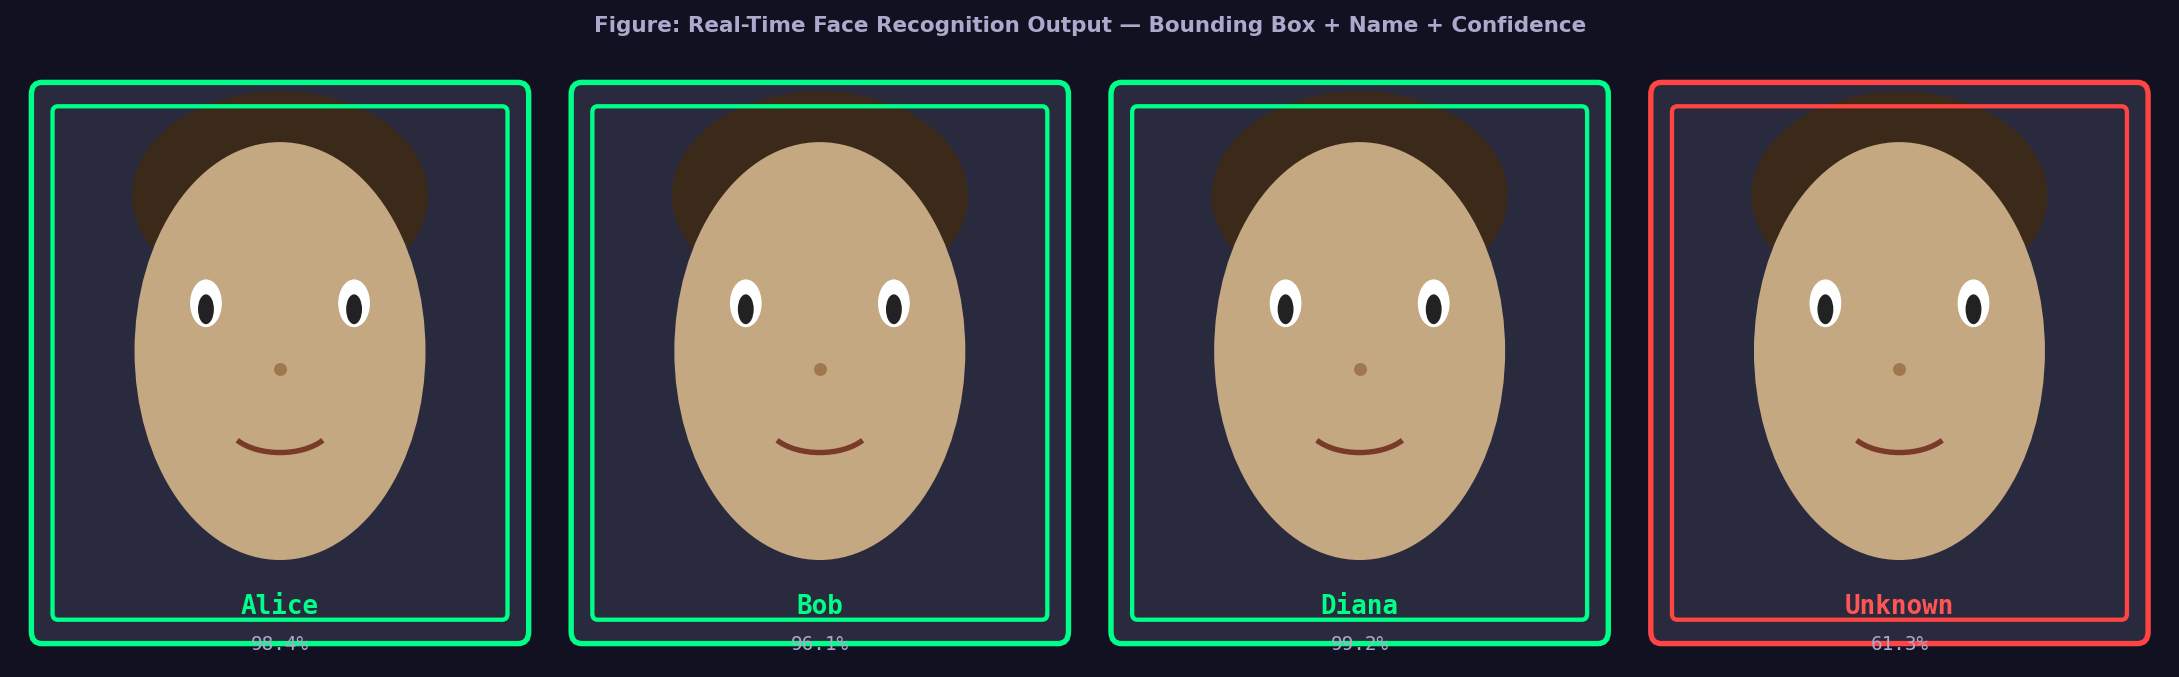 Figure: Real-Time Face Recognition Output — Bounding Box + Name + Confidence
Alice
98.4%
Bob
96.1%
Diana
99.2%
Unknown
61.3%